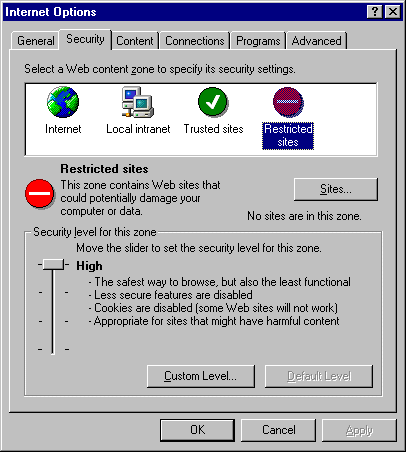 Internet Options
General Security Content Connections Programs Advanced
Select a Web content zone to specify its security settings.
Internet Local intranet Trusted sites Restricted
sites
Restricted sites
This zone contains Web sites that
could potentially damage your
computer or data.
Sites...
No sites are in this zone.
Security level for this zone
Move the slider to set the security level for this zone.
High
- The safest way to browse, but also the least functional
- Less secure features are disabled
- Cookies are disabled (some Web sites will not work)
- Appropriate for sites that might have harmful content
Custom Level... Default Level
OK Cancel Apply